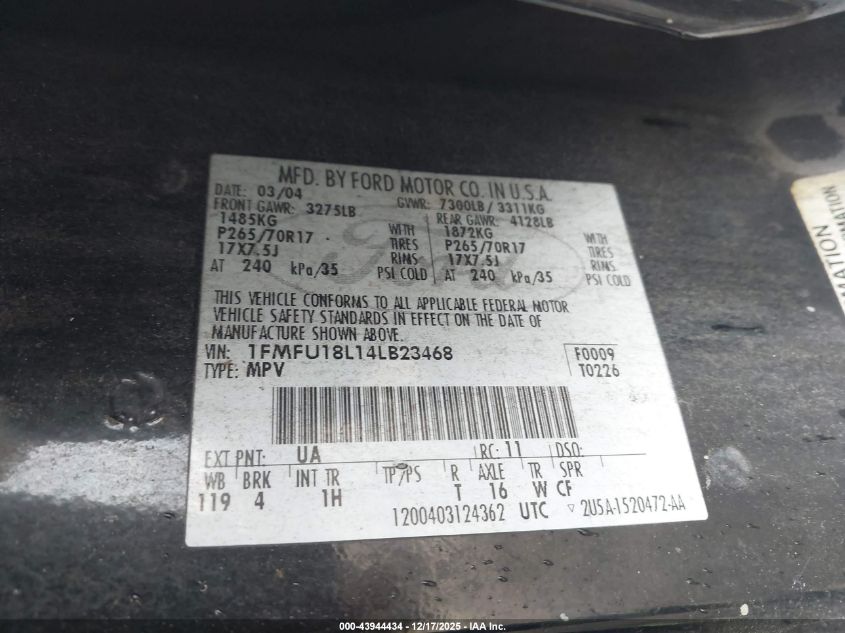 MFD. BY FORD MOTOR CO. IN U.S.A.
DATE: 03/04 GVWR: 7300LB / 3311KG
FRONT GAWR: 3275LB REAR GAWR: 4128LB
1485KG WITH 1872KG WITH
P265/70R17 TIRES P265/70R17 TIRES
17X7.5J RIMS 17X7.5J RIMS
AT 240 kPa/35 PSI COLD AT 240 kPa/35 PSI COLD
Ford
THIS VEHICLE CONFORMS TO ALL APPLICABLE FEDERAL MOTOR
VEHICLE SAFETY STANDARDS IN EFFECT ON THE DATE OF
MANUFACTURE SHOWN ABOVE.
VIN: 1FMFU18L14LB23468 F0009
TYPE: MPV T0226
EXT PNT: UA RC: 11 DSO:
WB BRK INT TR TP/PS R AXLE TR SPR
119 4 1H T 16 W CF
1200403124362 UTC ▽ 2U5A-1520472-AA
MATION
RMATION
000-43944434 - 12/17/2025 - IAA Inc.